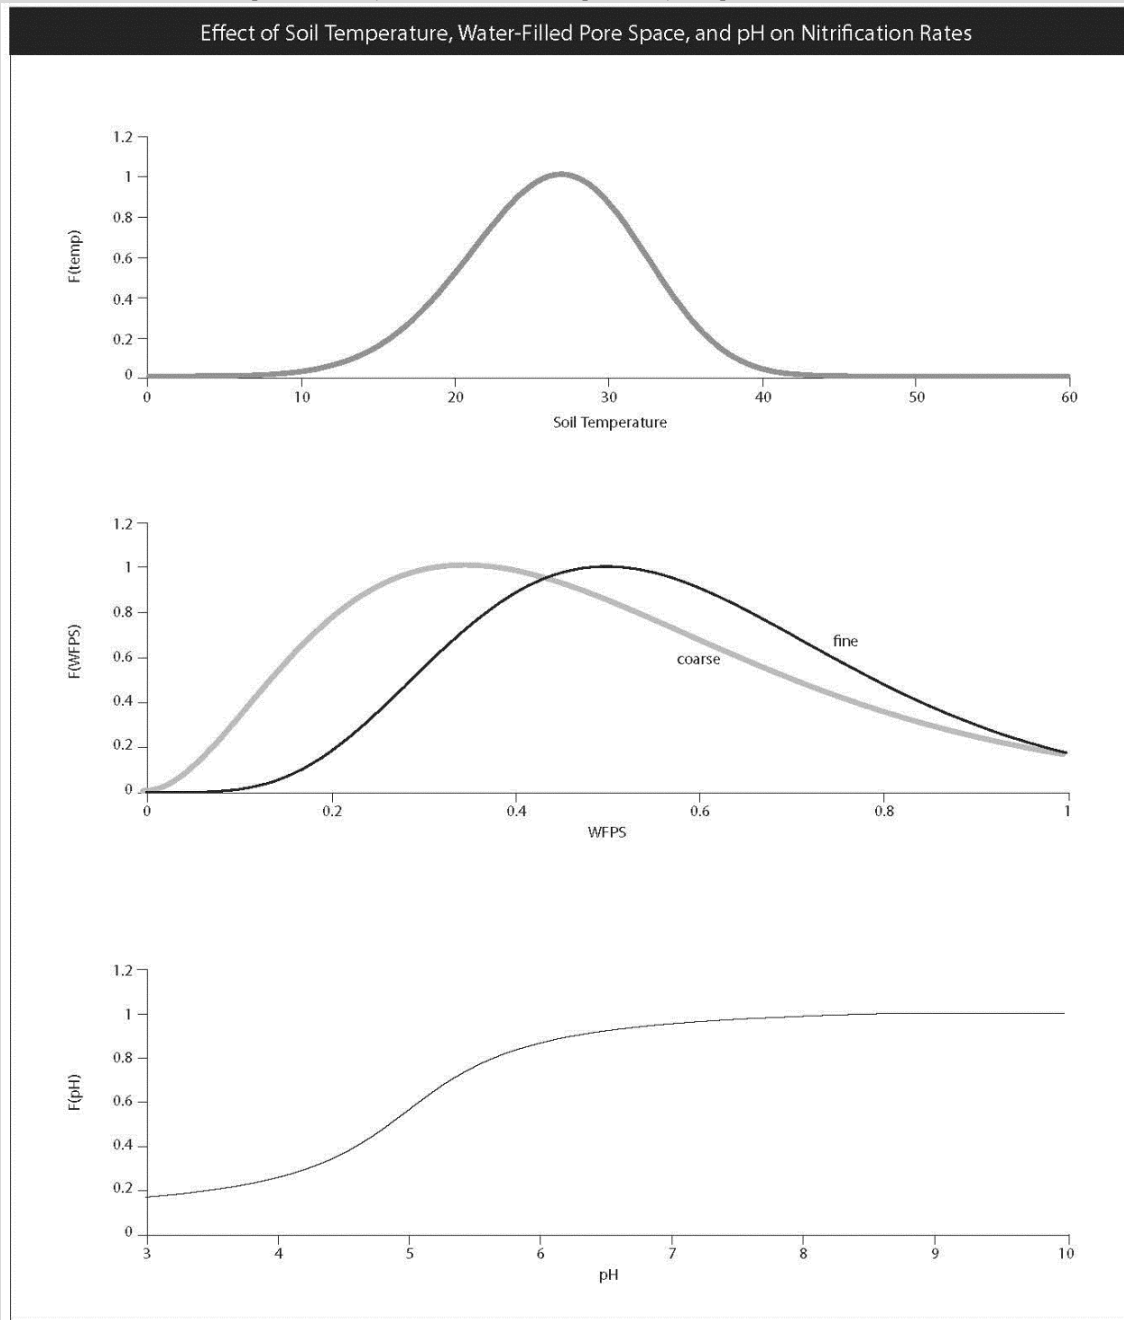 Effect of Soil Temperature, Water-Filled Pore Space, and pH on Nitrification Rates
1.2
1
0.8
0.6
0.4
0.2
0
F(temp)
0 10 20 30 40 50 60
Soil Temperature
1.2
1
0.8
0.6
0.4
0.2
0
F(WFPS)
fine
coarse
0 0.2 0.4 0.6 0.8 1
WFPS
1.2
1
0.8
0.6
0.4
0.2
0
F(pH)
3 4 5 6 7 8 9 10
pH